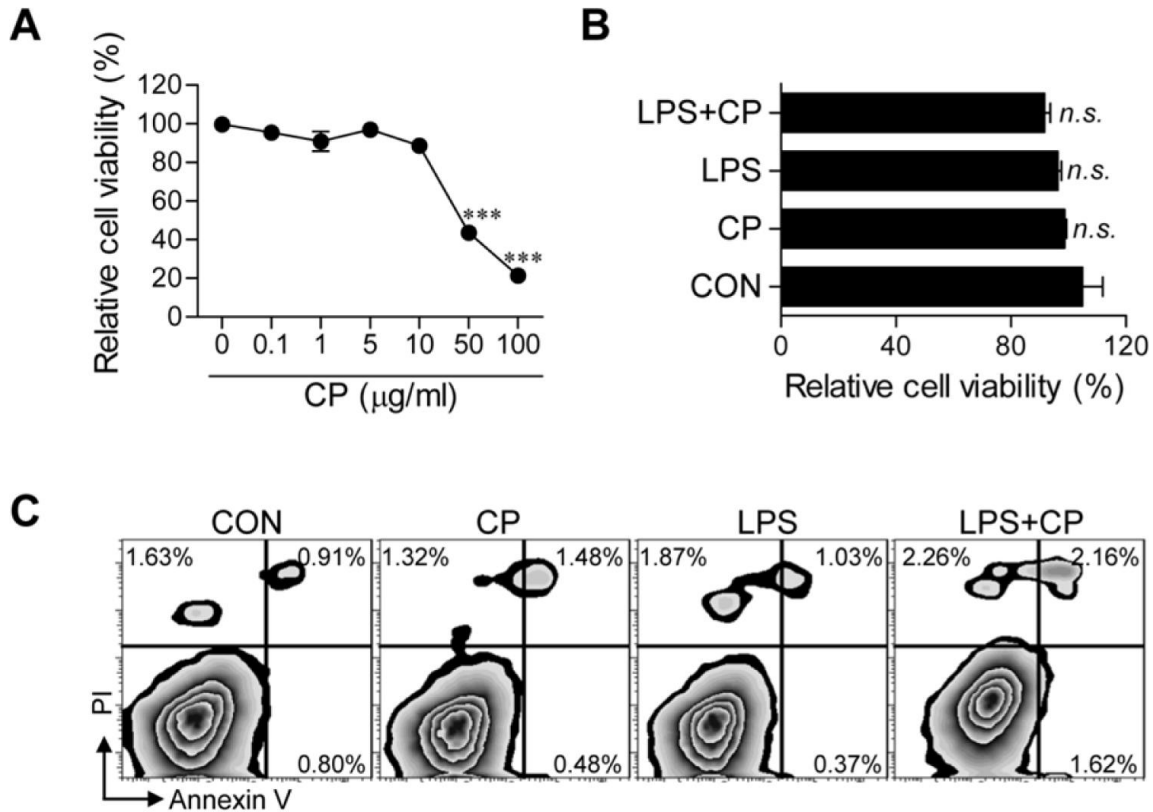 A
Relative cell viability (%)
120
100
80
60
40
20
0
***
***
0 0.1 1 5 10 50 100
CP (μg/ml)
B
LPS+CP n.s.
LPS n.s.
CP n.s.
CON
0 40 80 120
Relative cell viability (%)
C
CON CP LPS LPS+CP
1.63% 0.91% 1.32% 1.48% 1.87% 1.03% 2.26% 2.16%
0.80% 0.48% 0.37% 1.62%
PI
Annexin V